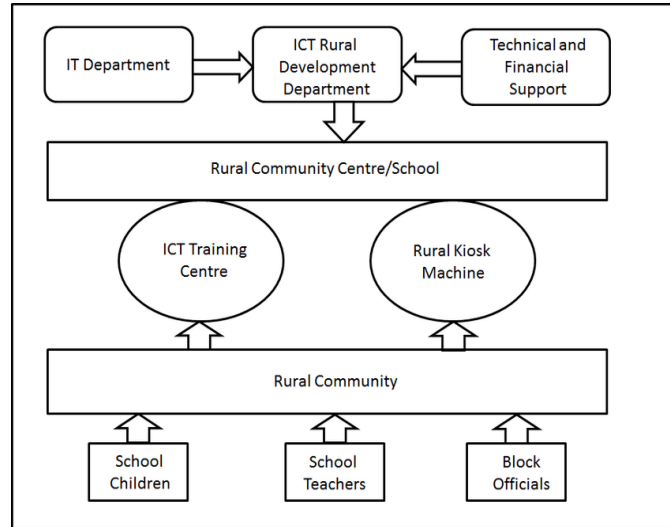 IT Department
ICT Rural
Development
Department
Technical and
Financial
Support
Rural Community Centre/School
ICT Training
Centre
Rural Kiosk
Machine
Rural Community
School
Children
School
Teachers
Block
Officials